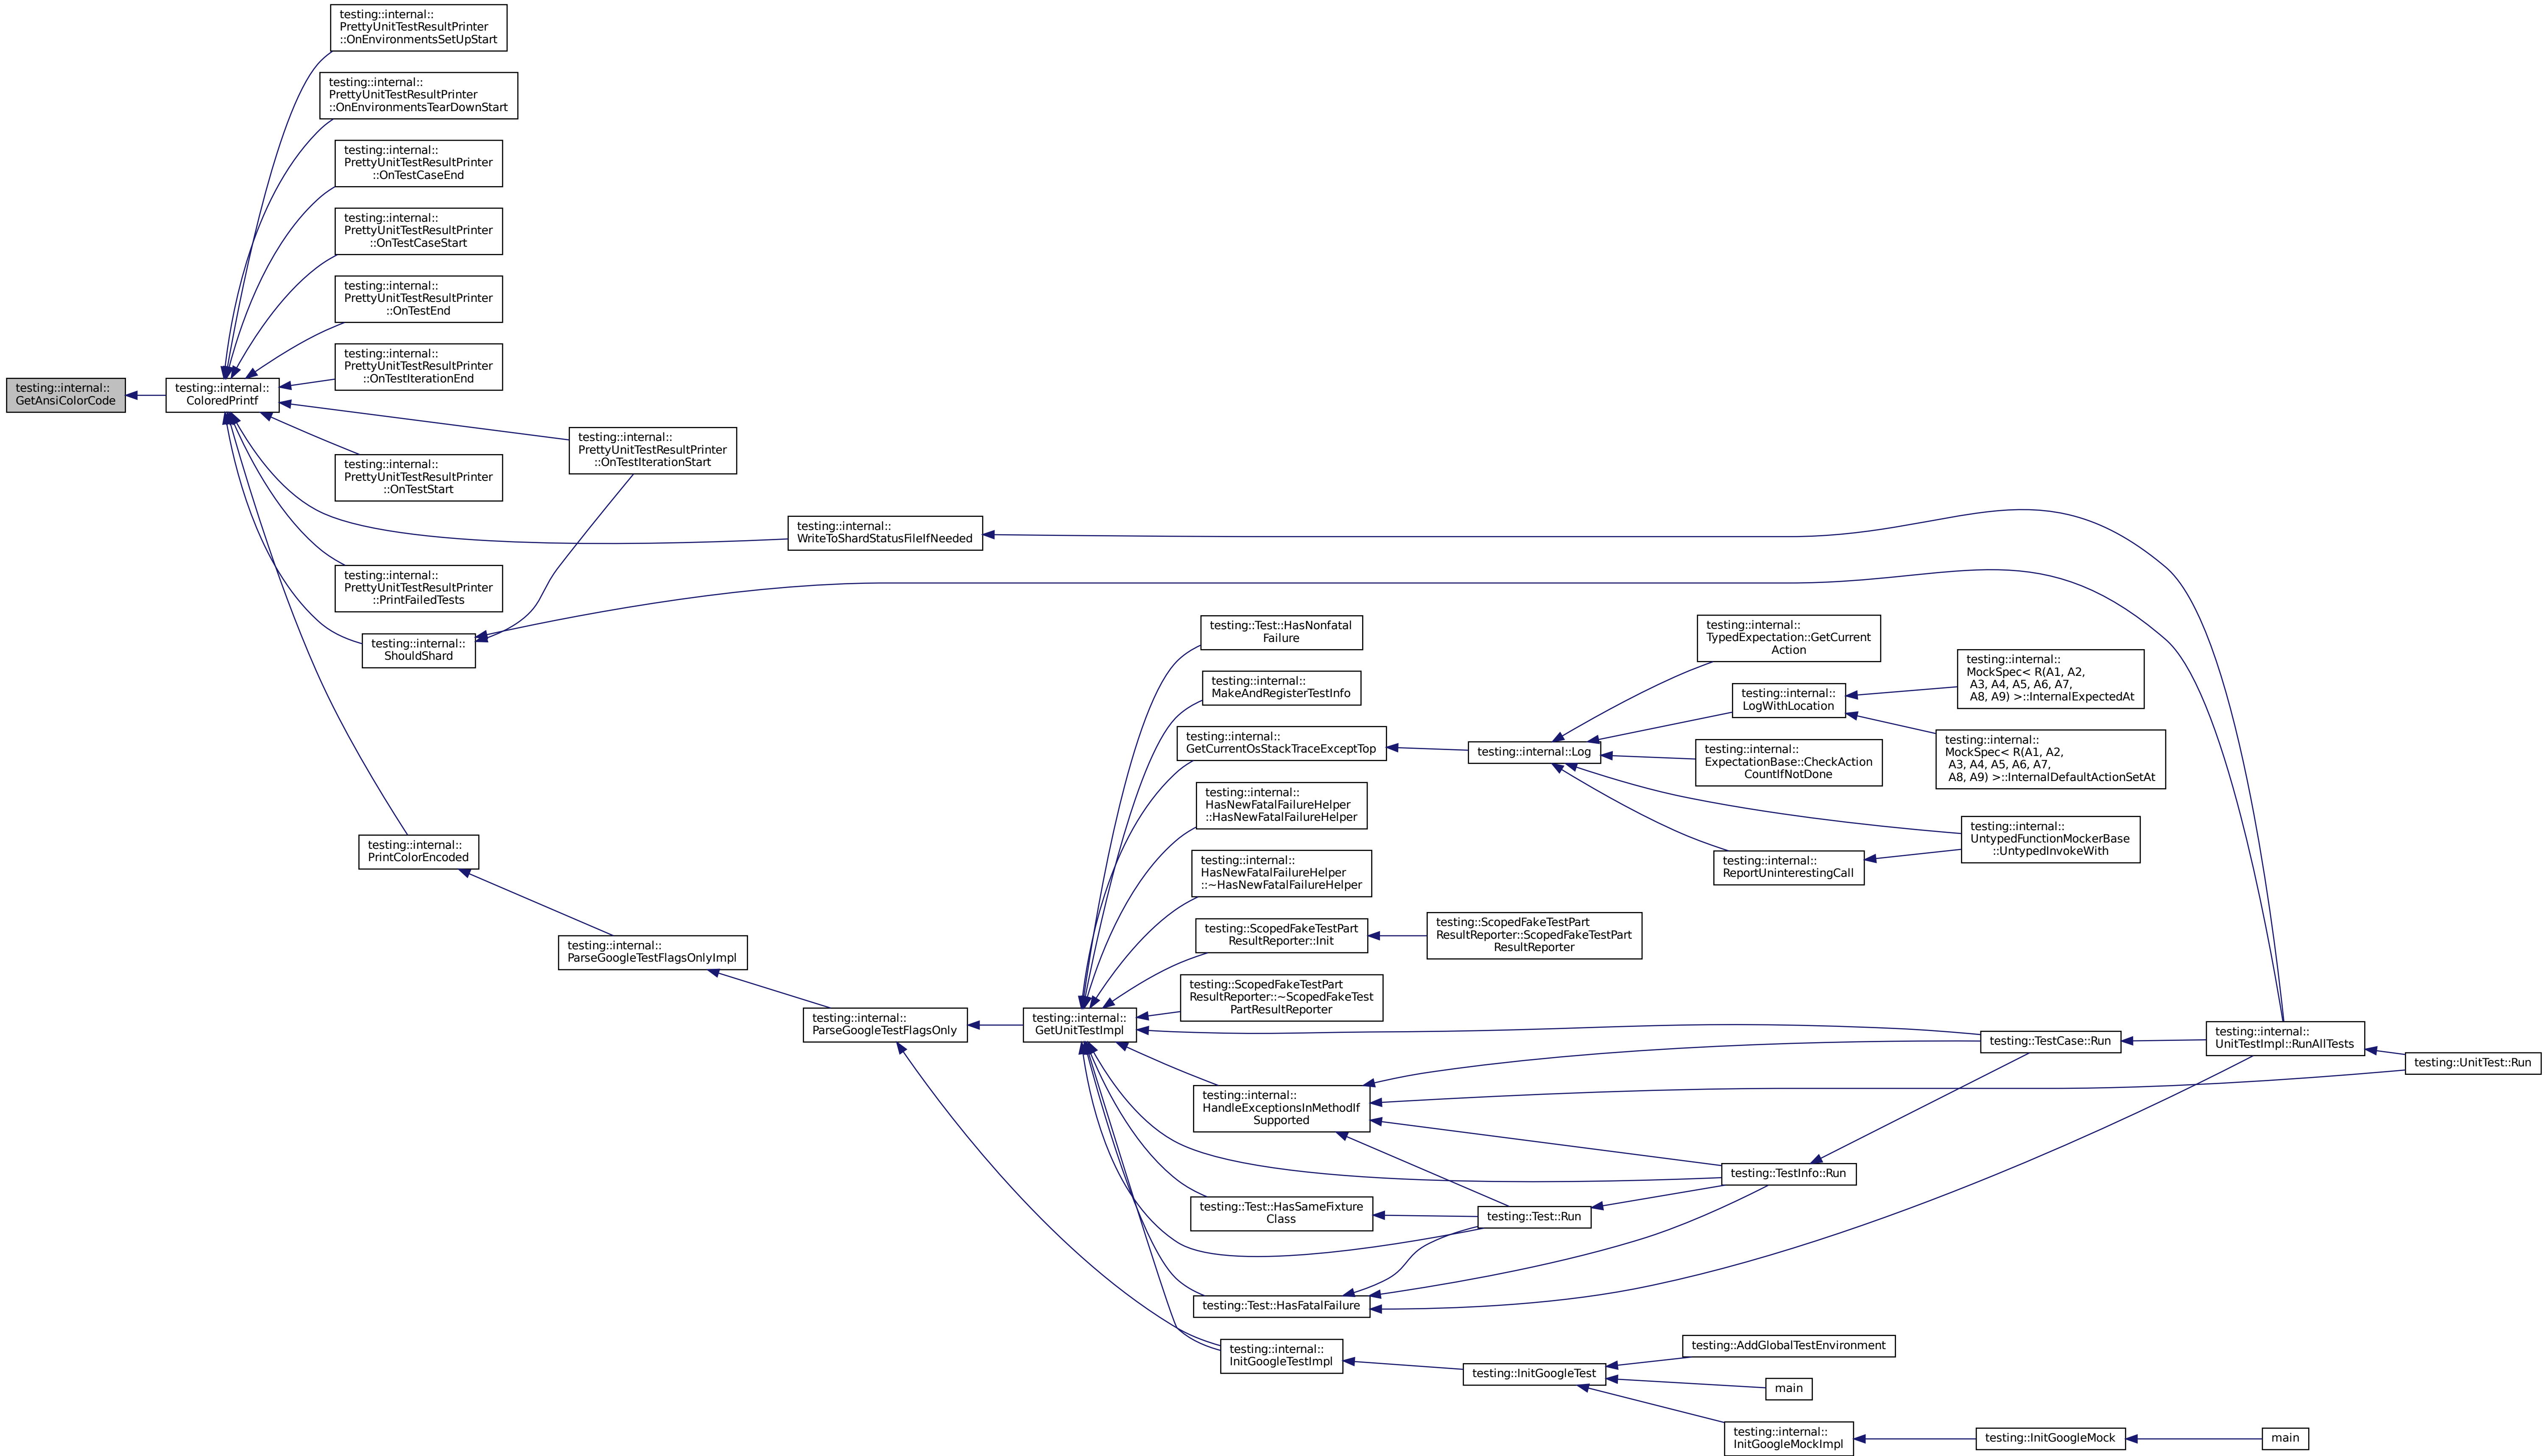 testing::internal::
PrettyUnitTestResultPrinter
::OnEnvironmentsSetUpStart
testing::internal::
PrettyUnitTestResultPrinter
::OnEnvironmentsTearDownStart
testing::internal::
PrettyUnitTestResultPrinter
::OnTestCaseEnd
testing::internal::
PrettyUnitTestResultPrinter
::OnTestCaseStart
testing::internal::
PrettyUnitTestResultPrinter
::OnTestEnd
testing::internal::
PrettyUnitTestResultPrinter
::OnTestIterationEnd
testing::internal::
GetAnsiColorCode
testing::internal::
ColoredPrintf
testing::internal::
PrettyUnitTestResultPrinter
::OnTestIterationStart
testing::internal::
PrettyUnitTestResultPrinter
::OnTestStart
testing::internal::
WriteToShardStatusFileIfNeeded
testing::internal::
PrettyUnitTestResultPrinter
::PrintFailedTests
testing::internal::
ShouldShard
testing::Test::HasNonfatal
Failure
testing::internal::
TypedExpectation::GetCurrent
Action
testing::internal::
MakeAndRegisterTestInfo
testing::internal::
LogWithLocation
testing::internal::
MockSpec< R(A1, A2,
A3, A4, A5, A6, A7,
A8, A9) >::InternalExpectedAt
testing::internal::
GetCurrentOsStackTraceExceptTop
testing::internal::Log
testing::internal::
ExpectationBase::CheckAction
CountIfNotDone
testing::internal::
MockSpec< R(A1, A2,
A3, A4, A5, A6, A7,
A8, A9) >::InternalDefaultActionSetAt
testing::internal::
HasNewFatalFailureHelper
::HasNewFatalFailureHelper
testing::internal::
UntypedFunctionMockerBase
::UntypedInvokeWith
testing::internal::
PrintColorEncoded
testing::internal::
HasNewFatalFailureHelper
::~HasNewFatalFailureHelper
testing::internal::
ReportUninterestingCall
testing::ScopedFakeTestPart
ResultReporter::Init
testing::ScopedFakeTestPart
ResultReporter::ScopedFakeTestPart
ResultReporter
testing::internal::
ParseGoogleTestFlagsOnlyImpl
testing::ScopedFakeTestPart
ResultReporter::~ScopedFakeTest
PartResultReporter
testing::internal::
ParseGoogleTestFlagsOnly
testing::internal::
GetUnitTestImpl
testing::TestCase::Run
testing::internal::
UnitTestImpl::RunAllTests
testing::UnitTest::Run
testing::internal::
HandleExceptionsInMethodIf
Supported
testing::TestInfo::Run
testing::Test::HasSameFixture
Class
testing::Test::Run
testing::Test::HasFatalFailure
testing::internal::
InitGoogleTestImpl
testing::AddGlobalTestEnvironment
testing::InitGoogleTest
main
testing::internal::
InitGoogleMockImpl
testing::InitGoogleMock
main